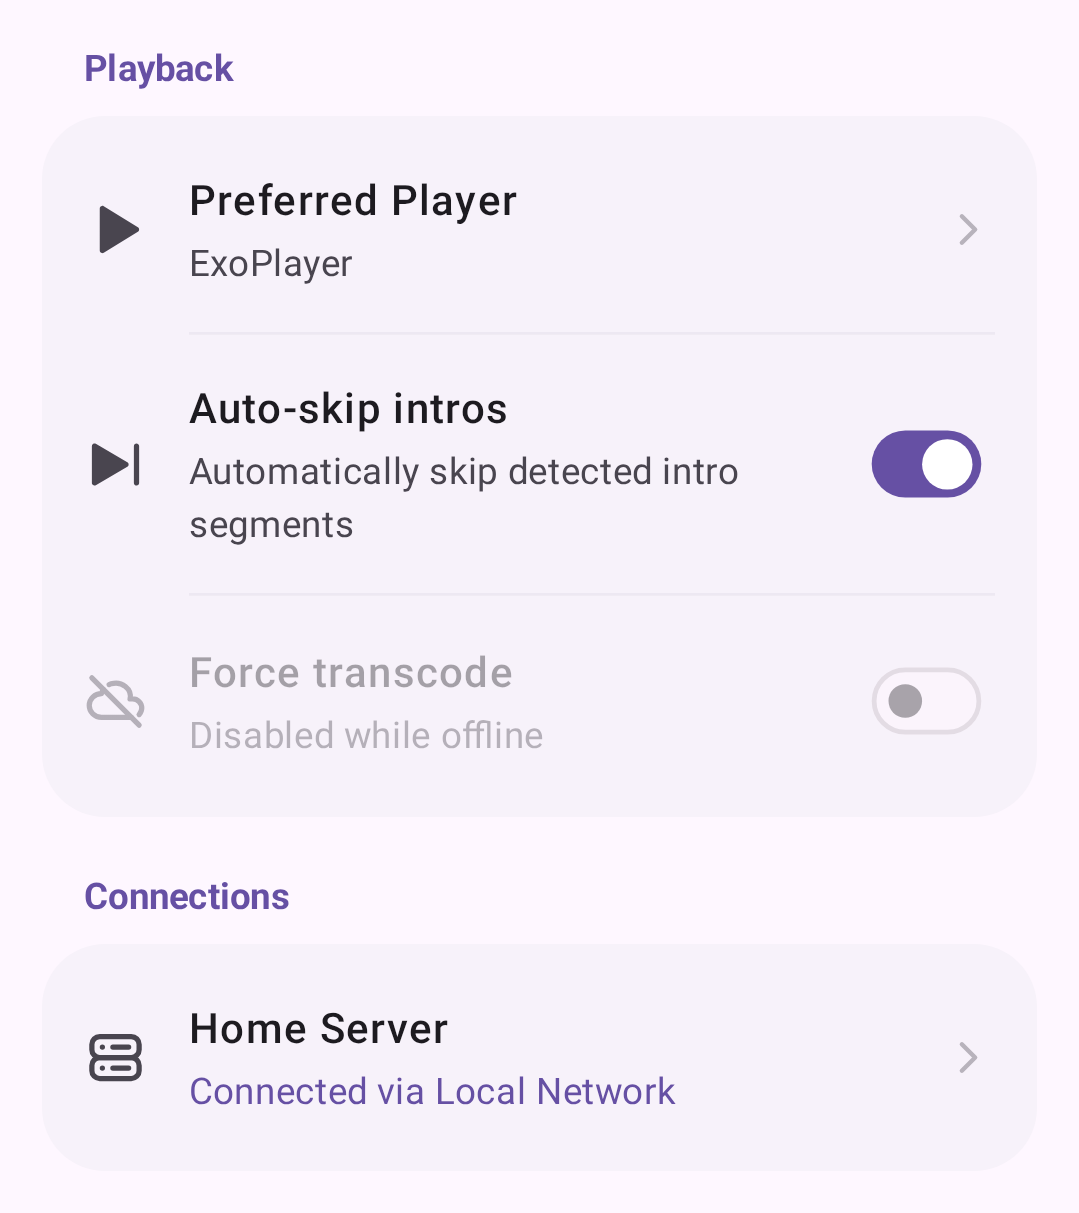 Playback
Preferred Player
ExoPlayer
Auto-skip intros
Automatically skip detected intro
segments
Force transcode
Disabled while offline
Connections
Home Server
Connected via Local Network